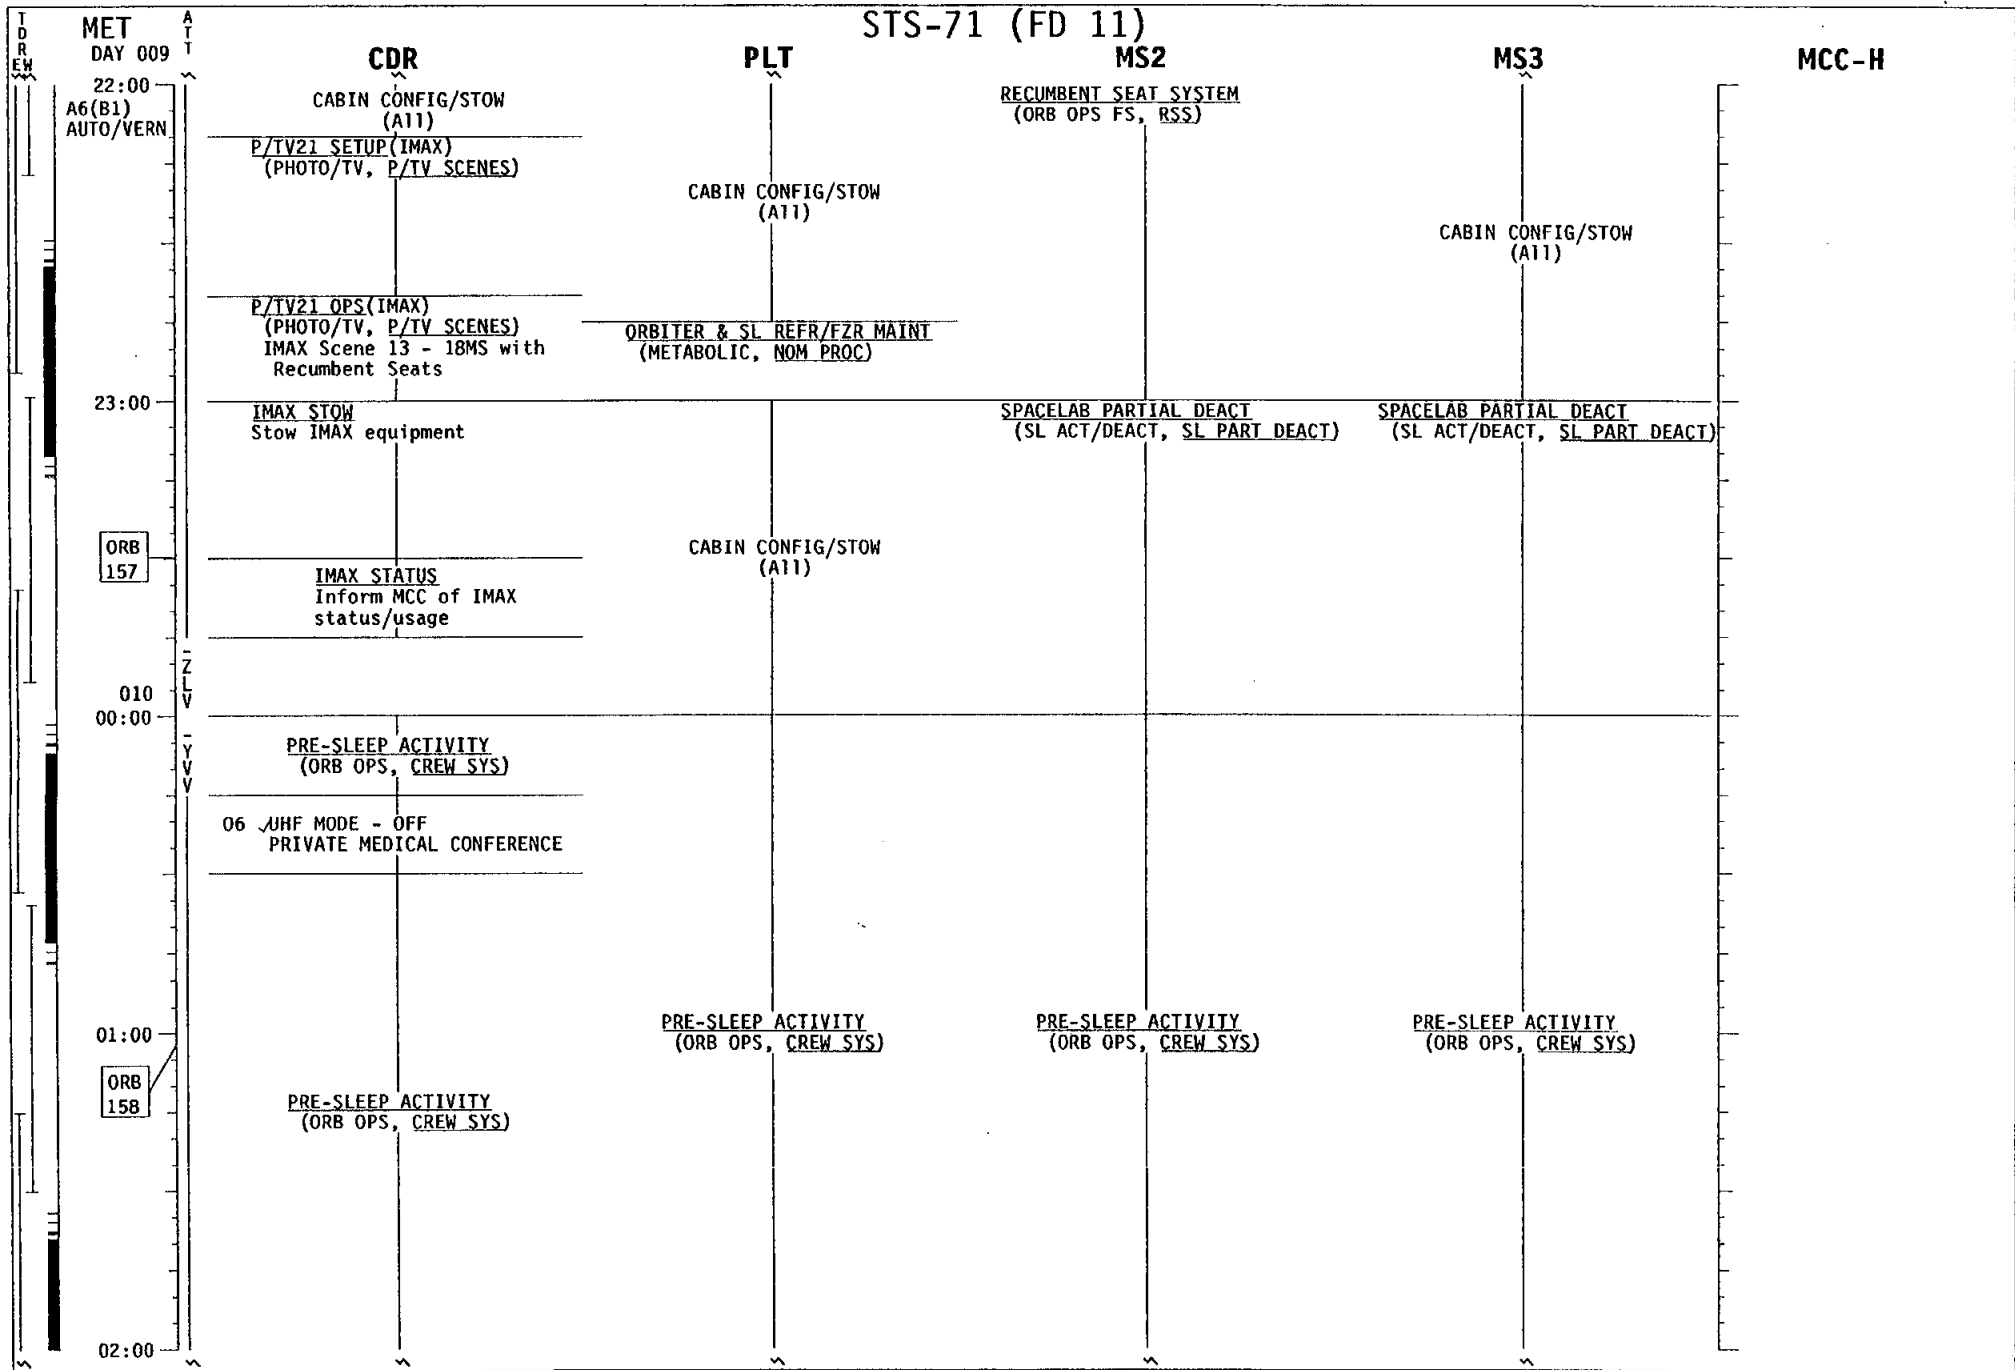 STS-71 (FD 11)
TDRE W
MET
DAY 009
ATT
CDR
PLT
MS2
MS3
MCC-H
22:00
A6(B1)
AUTO/VERN
CABIN CONFIG/STOW
(All)
P/TV21 SETUP(IMAX)
(PHOTO/TV, P/TV SCENES)
P/TV21 OPS(IMAX)
(PHOTO/TV, P/TV SCENES)
IMAX Scene 13 - 18MS with
Recumbent Seats
CABIN CONFIG/STOW
(All)
ORBITER & SL REFR/FZR MAINT
(METABOLIC, NOM PROC)
RECUMBENT SEAT SYSTEM
(ORB OPS FS, RSS)
CABIN CONFIG/STOW
(All)
23:00
IMAX STOW
Stow IMAX equipment
SPACELAB PARTIAL DEACT
(SL ACT/DEACT, SL PART DEACT)
SPACELAB PARTIAL DEACT
(SL ACT/DEACT, SL PART DEACT)
ORB
157
CABIN CONFIG/STOW
(All)
IMAX STATUS
Inform MCC of IMAX
status/usage
-ZLV
010
00:00
-YVV
PRE-SLEEP ACTIVITY
(ORB OPS, CREW SYS)
O6 ✓UHF MODE - OFF
PRIVATE MEDICAL CONFERENCE
01:00
PRE-SLEEP ACTIVITY
(ORB OPS, CREW SYS)
PRE-SLEEP ACTIVITY
(ORB OPS, CREW SYS)
PRE-SLEEP ACTIVITY
(ORB OPS, CREW SYS)
ORB
158
PRE-SLEEP ACTIVITY
(ORB OPS, CREW SYS)
02:00